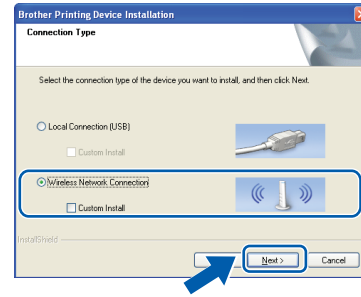 Brother Printing Device Installation
Connection Type
Select the connection type of the device you want to install, and then click Next.
Local Connection (USB)
Custom Install
Wireless Network Connection
Custom Install
InstallShield
Next >
Cancel